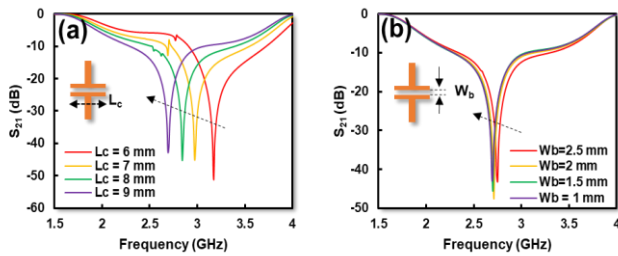 (a)
0
-10
-20
-30
-40
-50
-60
S21 (dB)
Lc
Lc = 6 mm
Lc = 7 mm
Lc = 8 mm
Lc = 9 mm
1.5 2 2.5 3 3.5 4
Frequency (GHz)
(b)
0
-10
-20
-30
-40
-50
S21 (dB)
Wb
Wb=2.5 mm
Wb=2 mm
Wb=1.5 mm
Wb = 1 mm
1.5 2 2.5 3 3.5 4
Frequency (GHz)